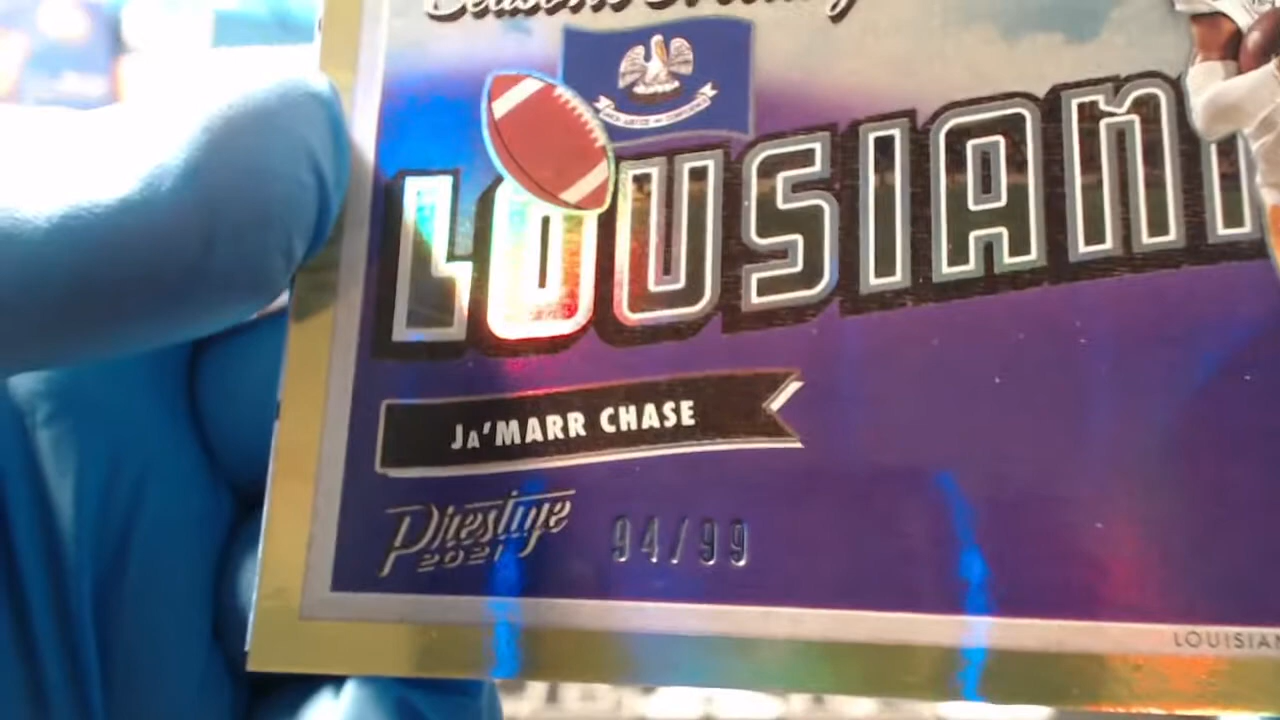 LOUSIAN
Ja'MARR CHASE
Prestige
2021
94/99
LOUISIAN